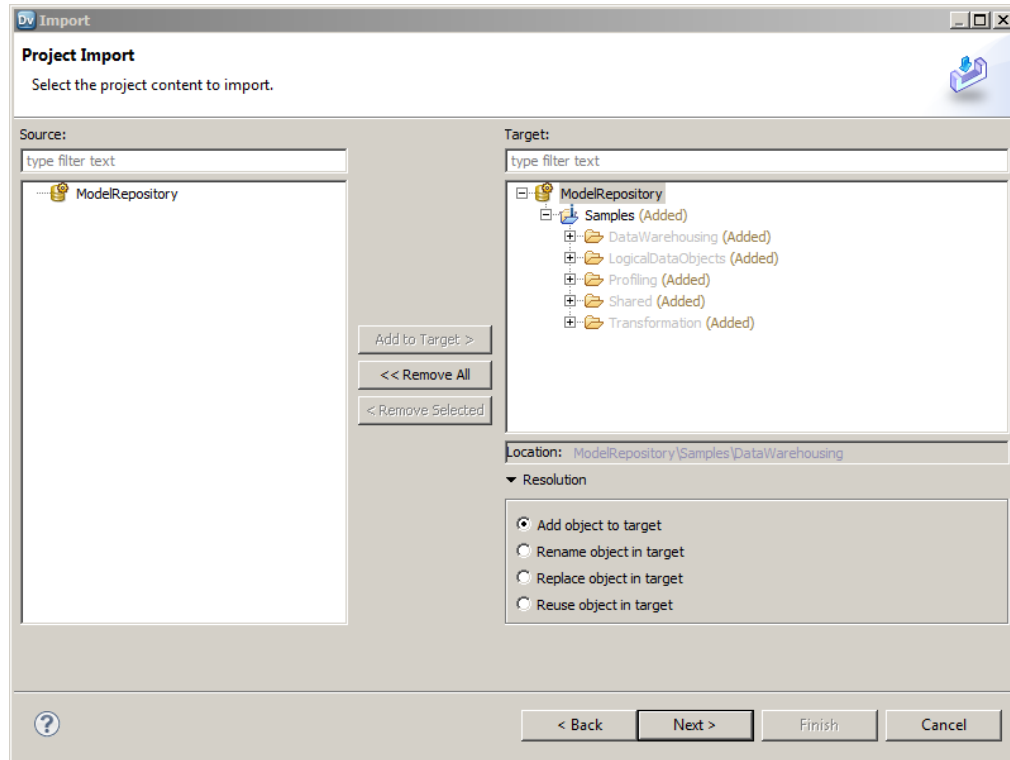 Dv Import
Project Import
Select the project content to import.
Source:
type filter text
ModelRepository
Add to Target >
<< Remove All
< Remove Selected
Target:
type filter text
ModelRepository
Samples (Added)
DataWarehousing (Added)
LogicalDataObjects (Added)
Profiling (Added)
Shared (Added)
Transformation (Added)
Location: ModelRepository\Samples\DataWarehousing
Resolution
Add object to target
Rename object in target
Replace object in target
Reuse object in target
?
< Back Next > Finish Cancel